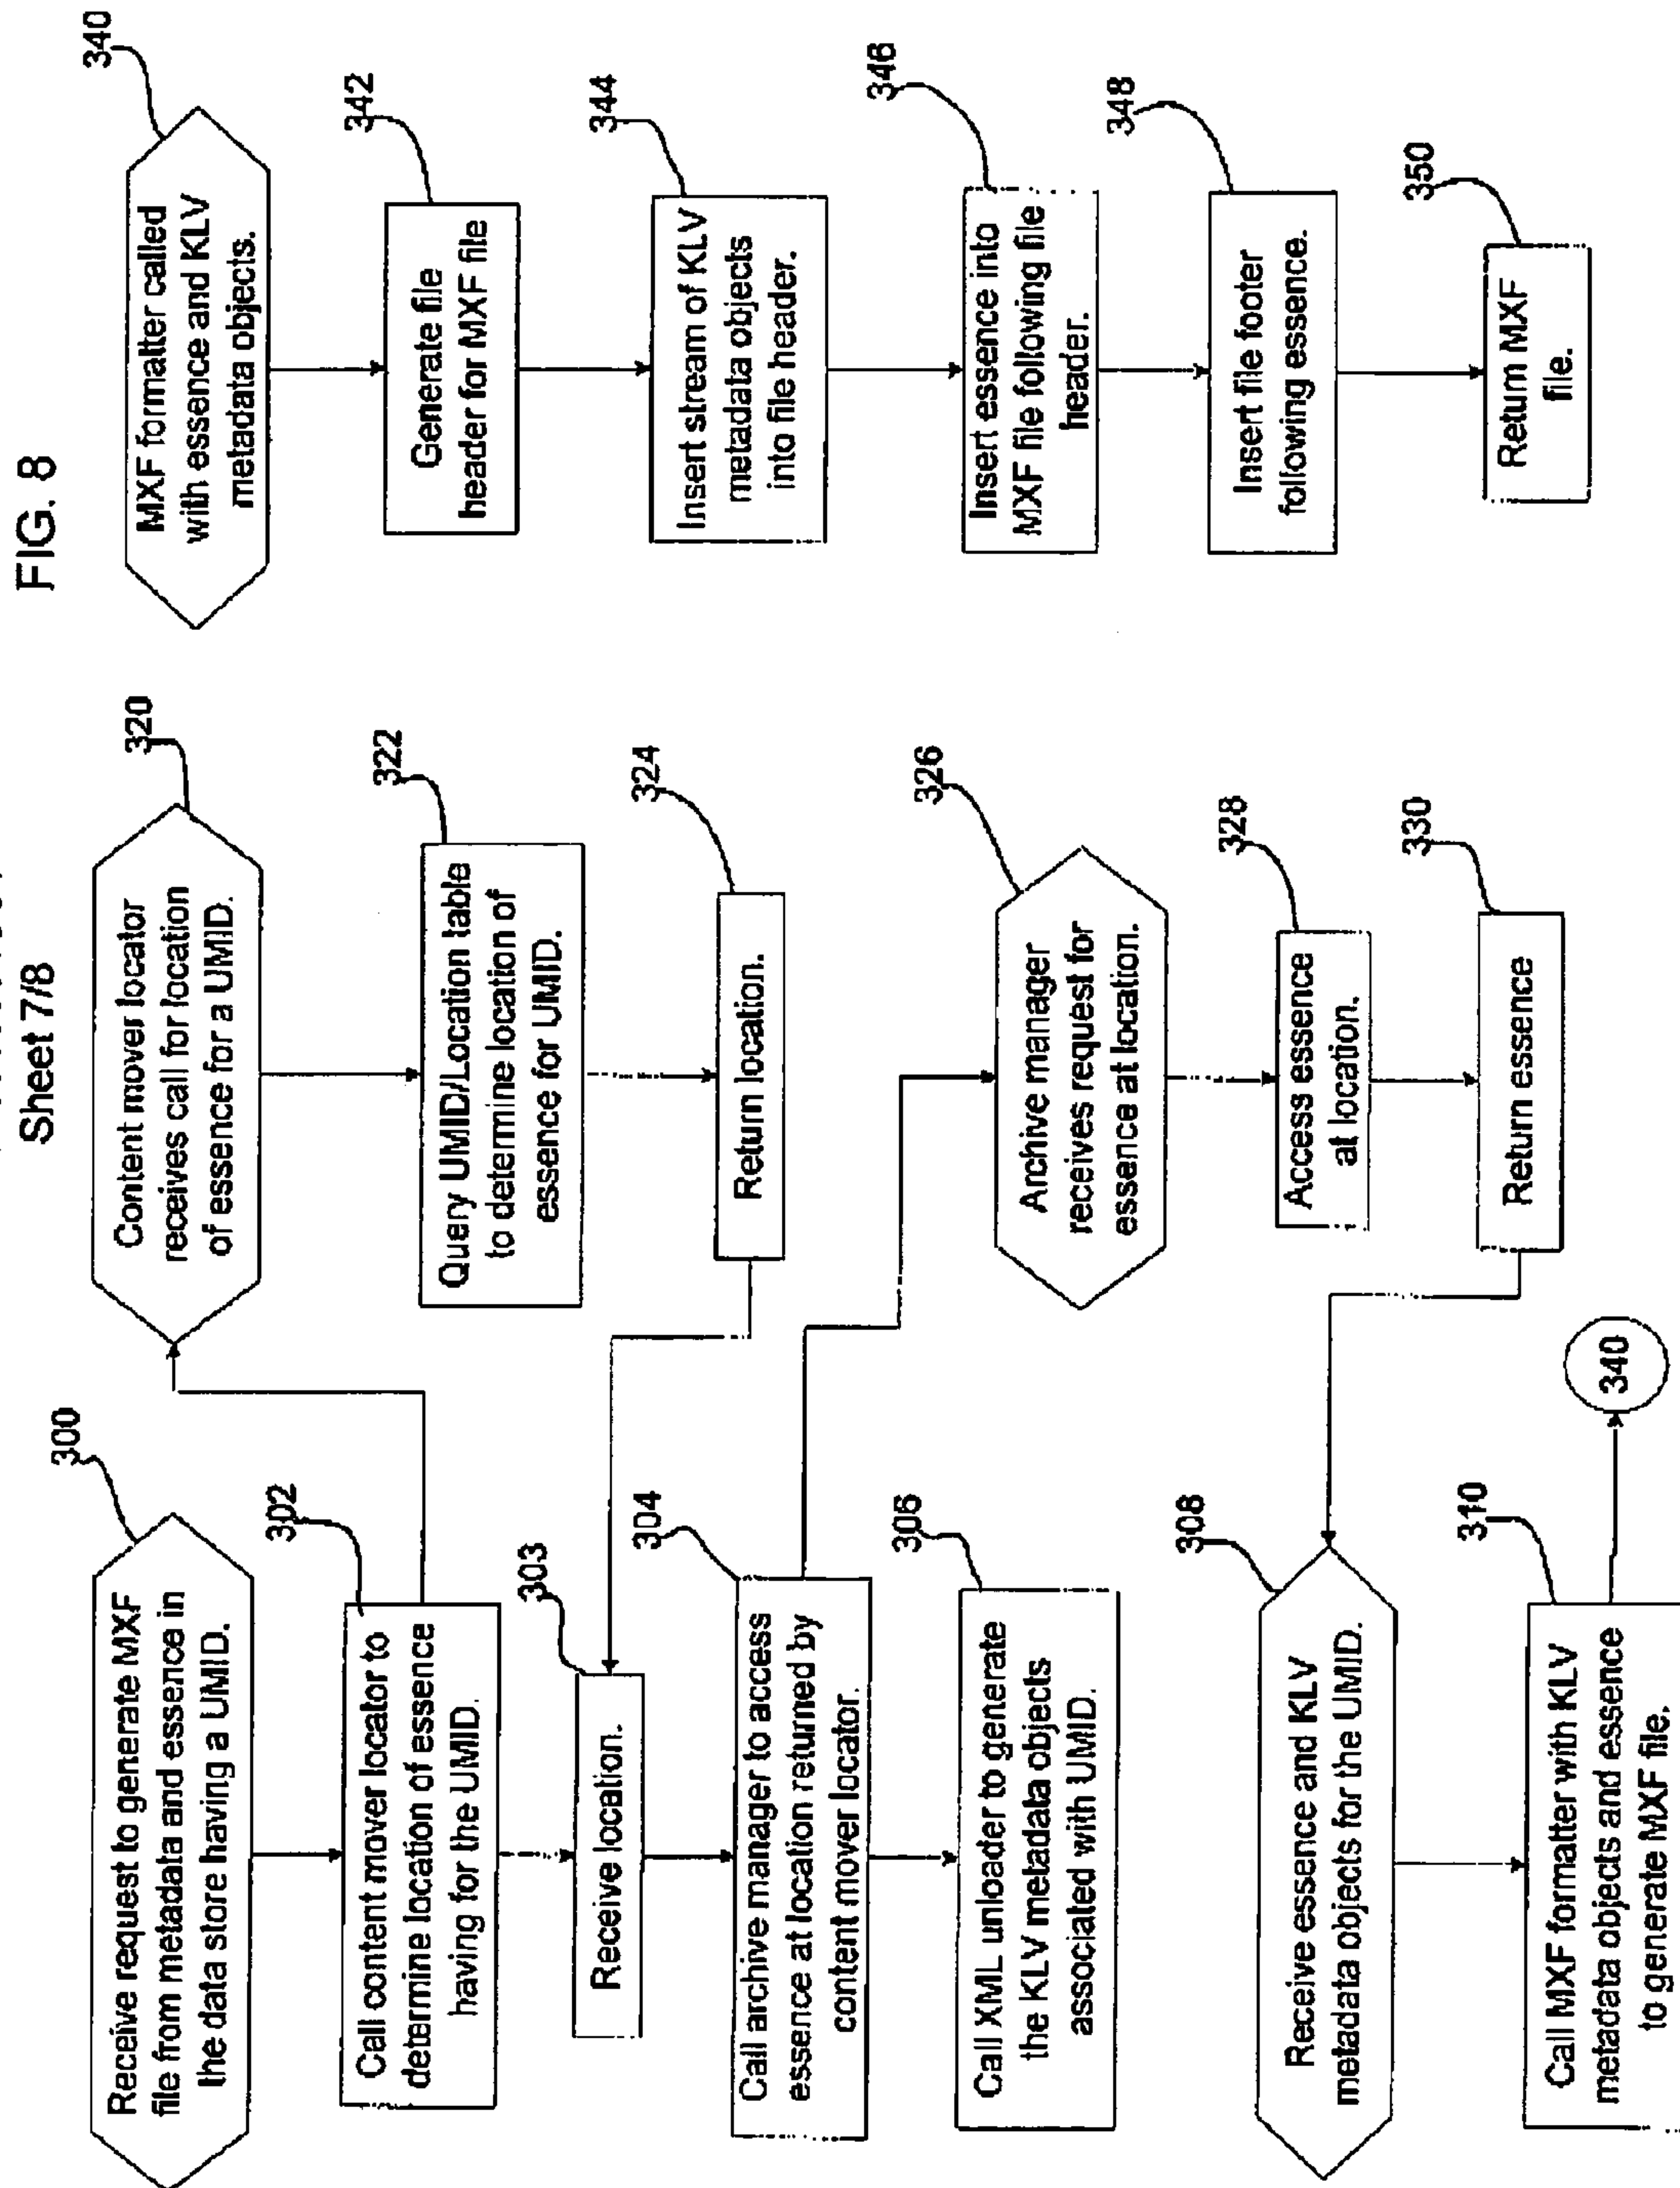 Sheet 7/8
FIG. 8
300
Receive request to generate MXF
file from metadata and essence in
the data store having a UMID.
302
Call content mover locator to
determine location of essence
having for the UMID.
303
Receive location.
304
Call archive manager to access
essence at location returned by
content mover locator.
306
Call XML unloader to generate
the KLV metadata objects
associated with UMID.
308
Receive essence and KLV
metadata objects for the UMID.
310
Call MXF formatter with KLV
metadata objects and essence
to generate MXF file.
340
320
Content mover locator
receives call for location
of essence for a UMID.
322
Query UMID/Location table
to determine location of
essence for UMID.
324
Return location.
326
Archive manager
receives request for
essence at location.
328
Access essence
at location.
330
Return essence
340
MXF formatter called
with essence and KLV
metadata objects.
342
Generate file
header for MXF file
344
Insert stream of KLV
metadata objects
into file header.
346
Insert essence into
MXF file following file
header.
348
Insert file footer
following essence.
350
Return MXF
file.